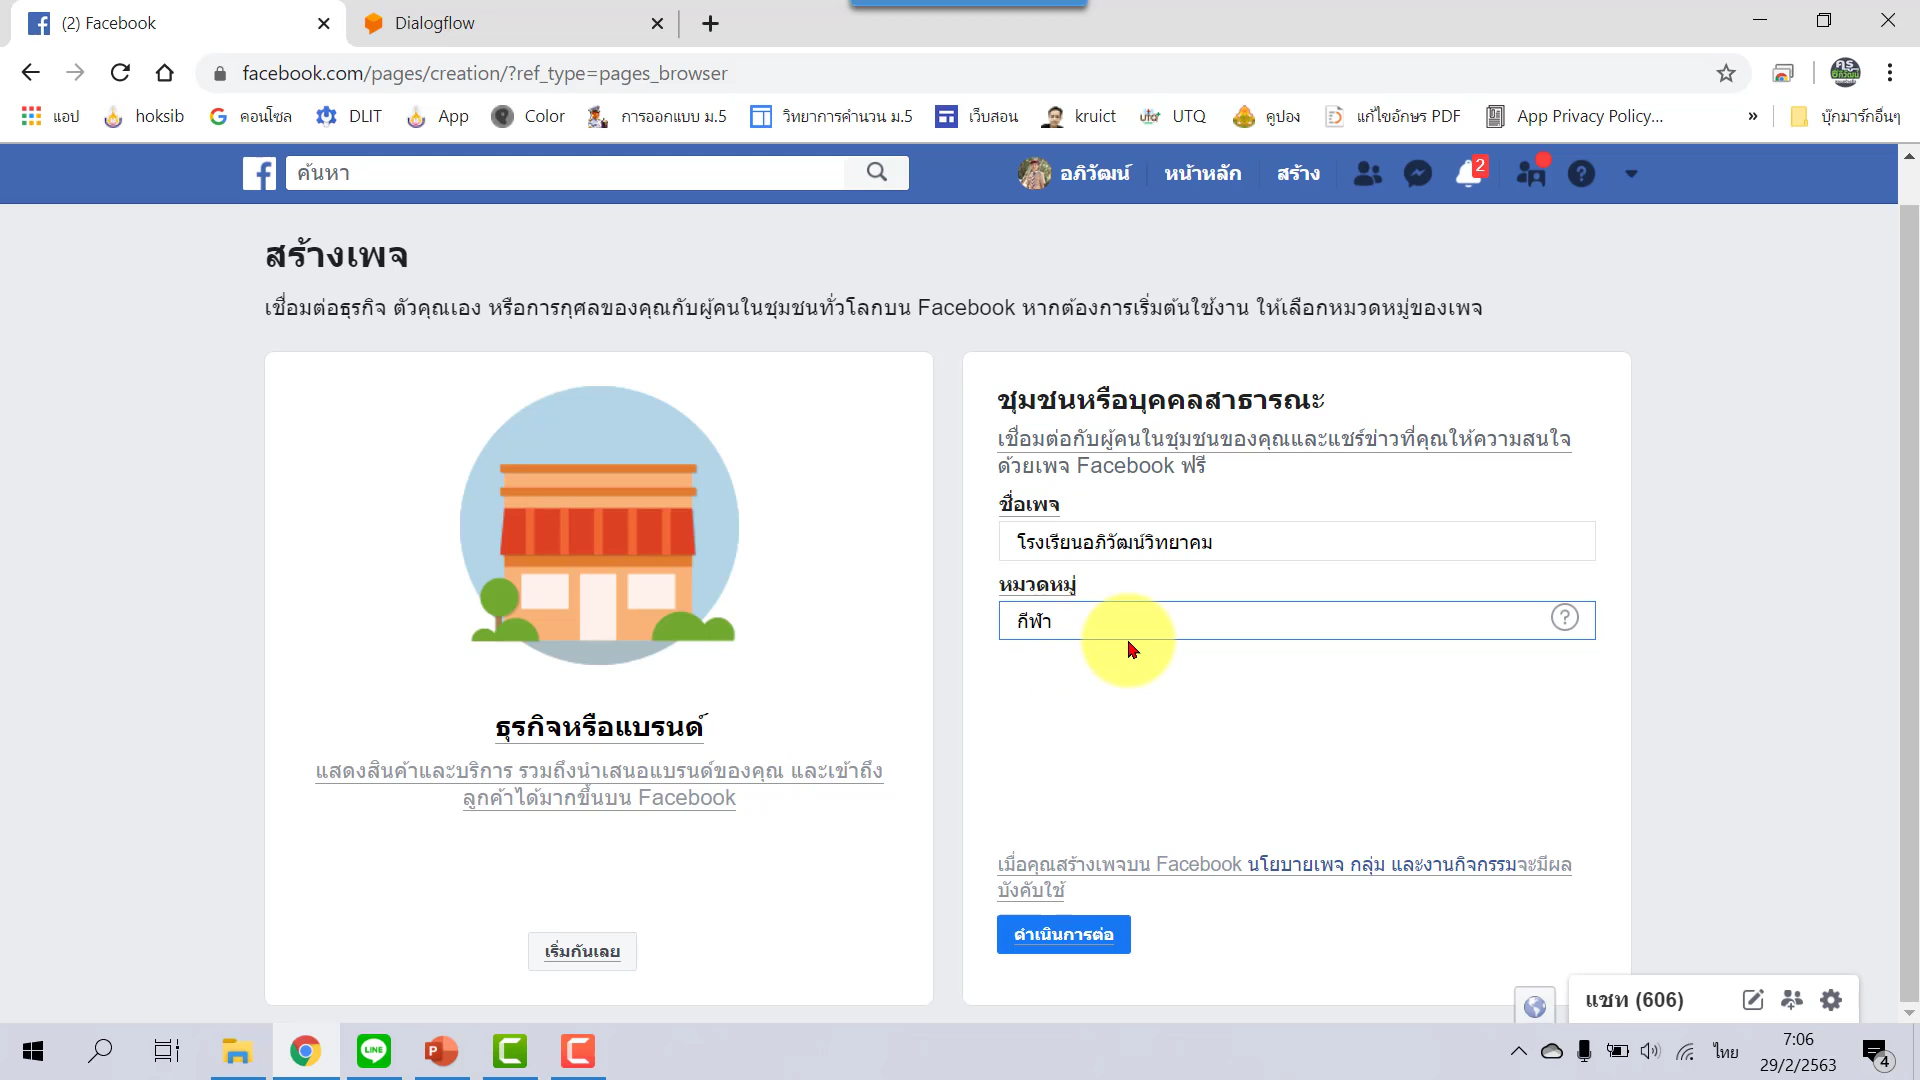 (2) Facebook
Dialogflow
facebook.com/pages/creation/?ref_type=pages_browser
แอป
hoksib
คอนโซล
DLIT
App
Color
การออกแบบ ม.5
วิทยาการคำนวน ม.5
เว็บสอน
kruict
UTQ
คูปอง
แก้ไขอักษร PDF
App Privacy Policy...
»
บุ๊กมาร์กอื่นๆ
ค้นหา
อภิวัฒน์
หน้าหลัก
สร้าง
2
สร้างเพจ
เชื่อมต่อธุรกิจ ตัวคุณเอง หรือการกุศลของคุณกับผู้คนในชุมชนทั่วโลกบน Facebook หากต้องการเริ่มต้นใช้งาน ให้เลือกหมวดหมู่ของเพจ
ธุรกิจหรือแบรนด์
แสดงสินค้าและบริการ รวมถึงนำเสนอแบรนด์ของคุณ และเข้าถึง
ลูกค้าได้มากขึ้นบน Facebook
เริ่มกันเลย
ชุมชนหรือบุคคลสาธารณะ
เชื่อมต่อกับผู้คนในชุมชนของคุณและแชร์ข่าวที่คุณให้ความสนใจ
ด้วยเพจ Facebook ฟรี
ชื่อเพจ
โรงเรียนอภิวัฒน์วิทยาคม
หมวดหมู่
กีฬา
เมื่อคุณสร้างเพจบน Facebook นโยบายเพจ กลุ่ม และงานกิจกรรมจะมีผล
บังคับใช้
ดำเนินการต่อ
แชท (606)
ไทย
7:06
29/2/2563
4